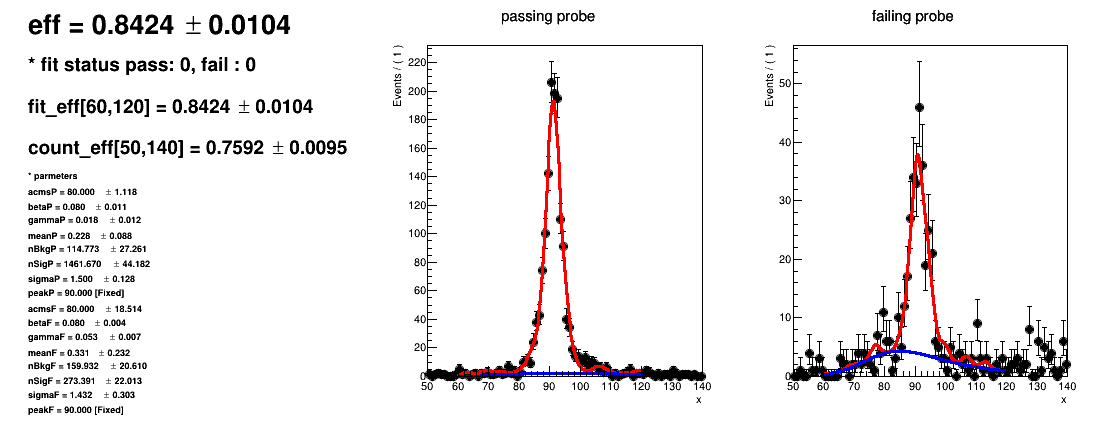 eff = 0.8424 ± 0.0104
* fit status pass: 0, fail : 0
fit_eff[60,120] = 0.8424 ± 0.0104
count_eff[50,140] = 0.7592 ± 0.0095
* parmeters
acmsP = 80.000 ± 1.118
betaP = 0.080 ± 0.011
gammaP = 0.018 ± 0.012
meanP = 0.228 ± 0.088
nBkgP = 114.773 ± 27.261
nSigP = 1461.670 ± 44.182
sigmaP = 1.500 ± 0.128
peakP = 90.000 [Fixed]
acmsF = 80.000 ± 18.514
betaF = 0.080 ± 0.004
gammaF = 0.053 ± 0.007
meanF = 0.331 ± 0.232
nBkgF = 159.932 ± 20.610
nSigF = 273.391 ± 22.013
sigmaF = 1.432 ± 0.303
peakF = 90.000 [Fixed]
passing probe
Events / ( 1 )
220
200
180
160
140
120
100
80
60
40
20
0
50 60 70 80 90 100 110 120 130 140
x
failing probe
Events / ( 1 )
50
40
30
20
10
0
50 60 70 80 90 100 110 120 130 140
x